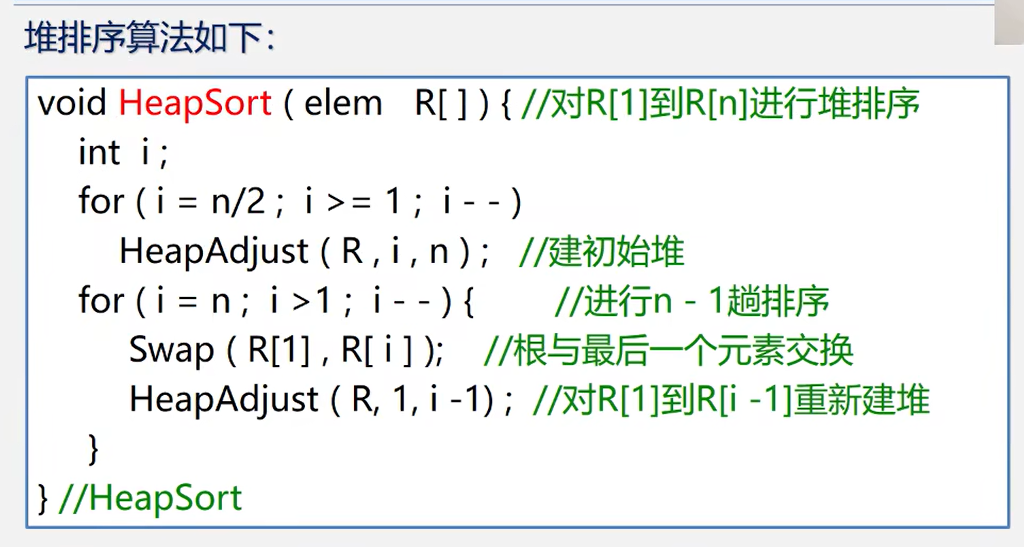 堆排序算法如下：
void HeapSort ( elem R[ ] ) { //对R[1]到R[n]进行堆排序
int i ;
for ( i = n/2 ; i >= 1 ; i - - )
HeapAdjust ( R , i , n ) ; //建初始堆
for ( i = n ; i >1 ; i - - ) { //进行n - 1趟排序
Swap ( R[1] , R[ i ] ); //根与最后一个元素交换
HeapAdjust ( R, 1, i -1) ; //对R[1]到R[i -1]重新建堆
}
} //HeapSort